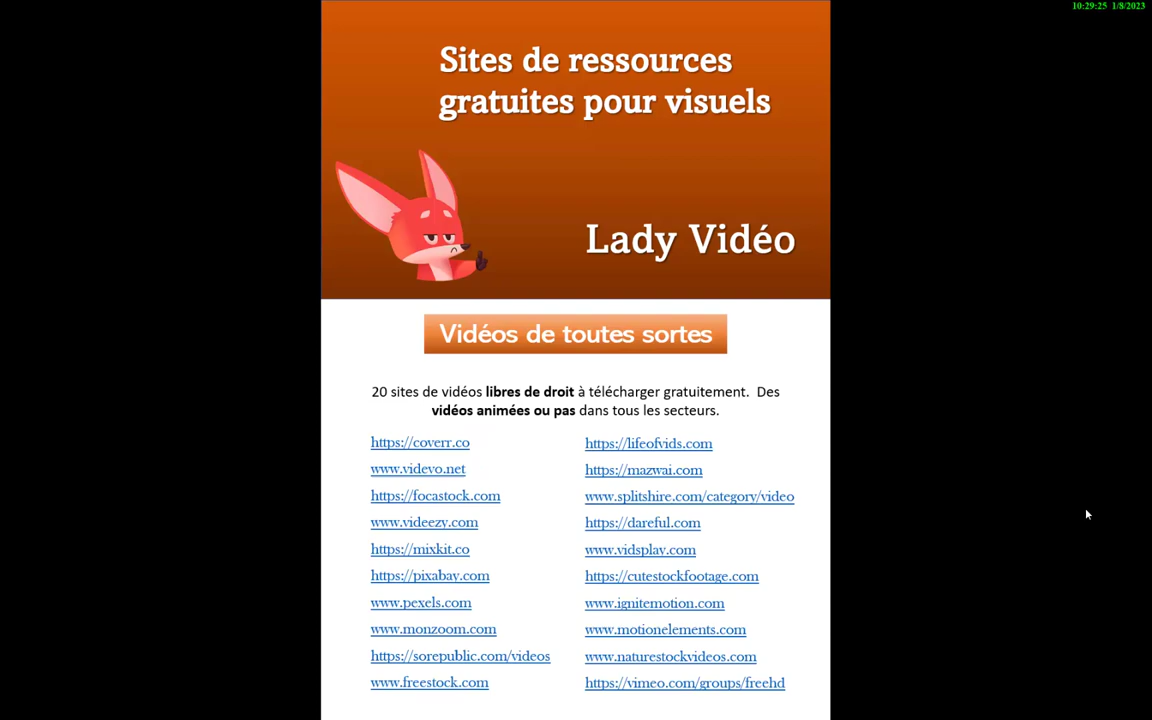 10:29:25 1/8/2023
Sites de ressources
gratuites pour visuels
Lady Vidéo
Vidéos de toutes sortes
20 sites de vidéos libres de droit à télécharger gratuitement. Des
vidéos animées ou pas dans tous les secteurs.
https://coverr.co
www.videvo.net
https://focastock.com
www.videezy.com
https://mixkit.co
https://pixabay.com
www.pexels.com
www.monzoom.com
https://sorepublic.com/videos
www.freestock.com
https://lifeofvids.com
https://mazwai.com
www.splitshire.com/category/video
https://dareful.com
www.vidsplay.com
https://cutestockfootage.com
www.ignitemotion.com
www.motionelements.com
www.naturestockvideos.com
https://vimeo.com/groups/freehd